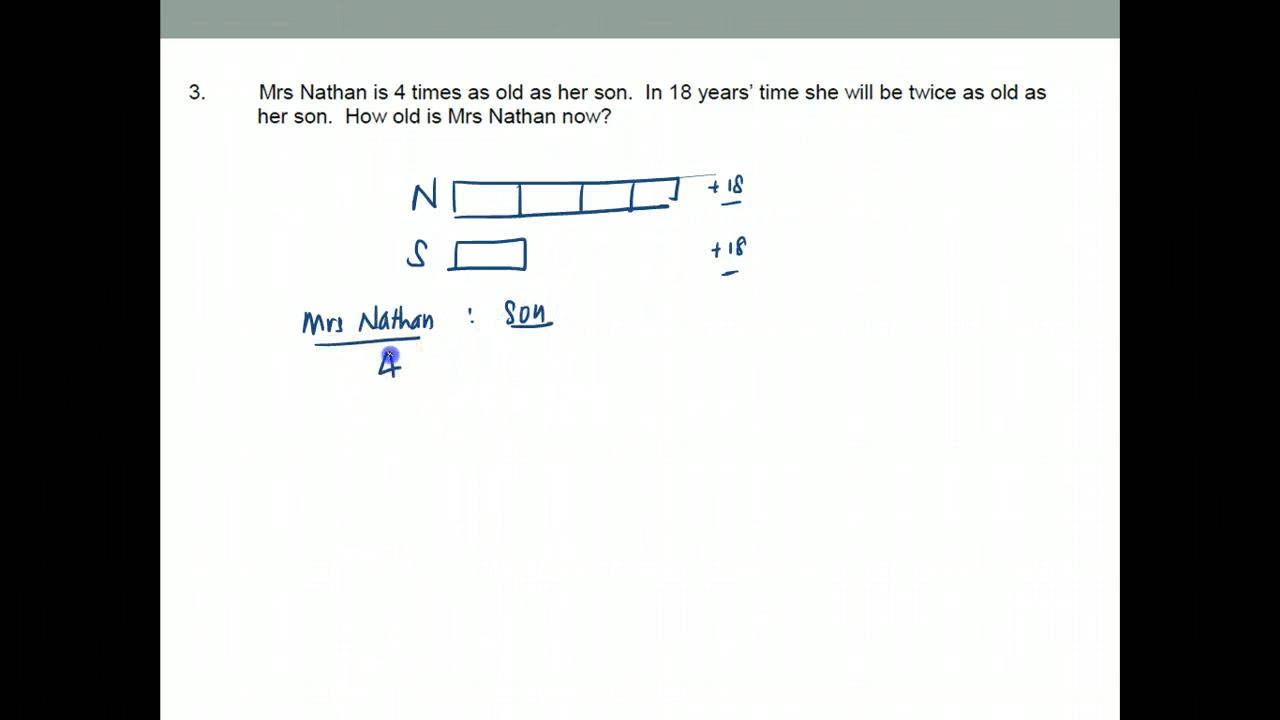 3. Mrs Nathan is 4 times as old as her son. In 18 years' time she will be twice as old as
her son. How old is Mrs Nathan now?
N +18
S +18
Mrs Nathan : Son
4